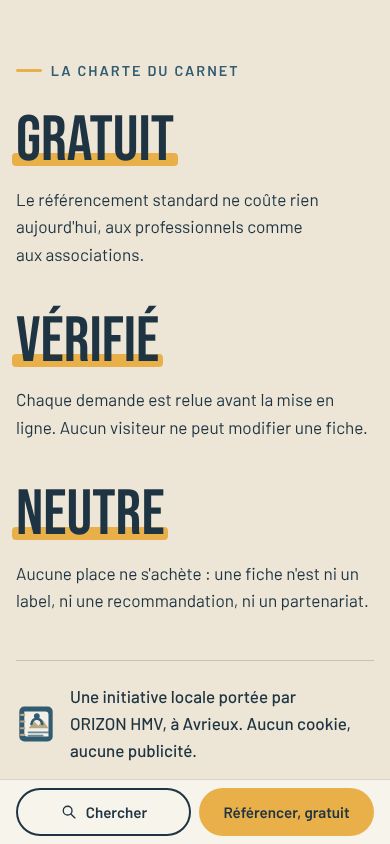 LA CHARTE DU CARNET
GRATUIT
Le référencement standard ne coûte rien
aujourd'hui, aux professionnels comme
aux associations.
VÉRIFIÉ
Chaque demande est relue avant la mise en
ligne. Aucun visiteur ne peut modifier une fiche.
NEUTRE
Aucune place ne s'achète : une fiche n'est ni un
label, ni une recommandation, ni un partenariat.
Une initiative locale portée par
ORIZON HMV, à Avrieux. Aucun cookie,
aucune publicité.
Chercher
Référencer, gratuit